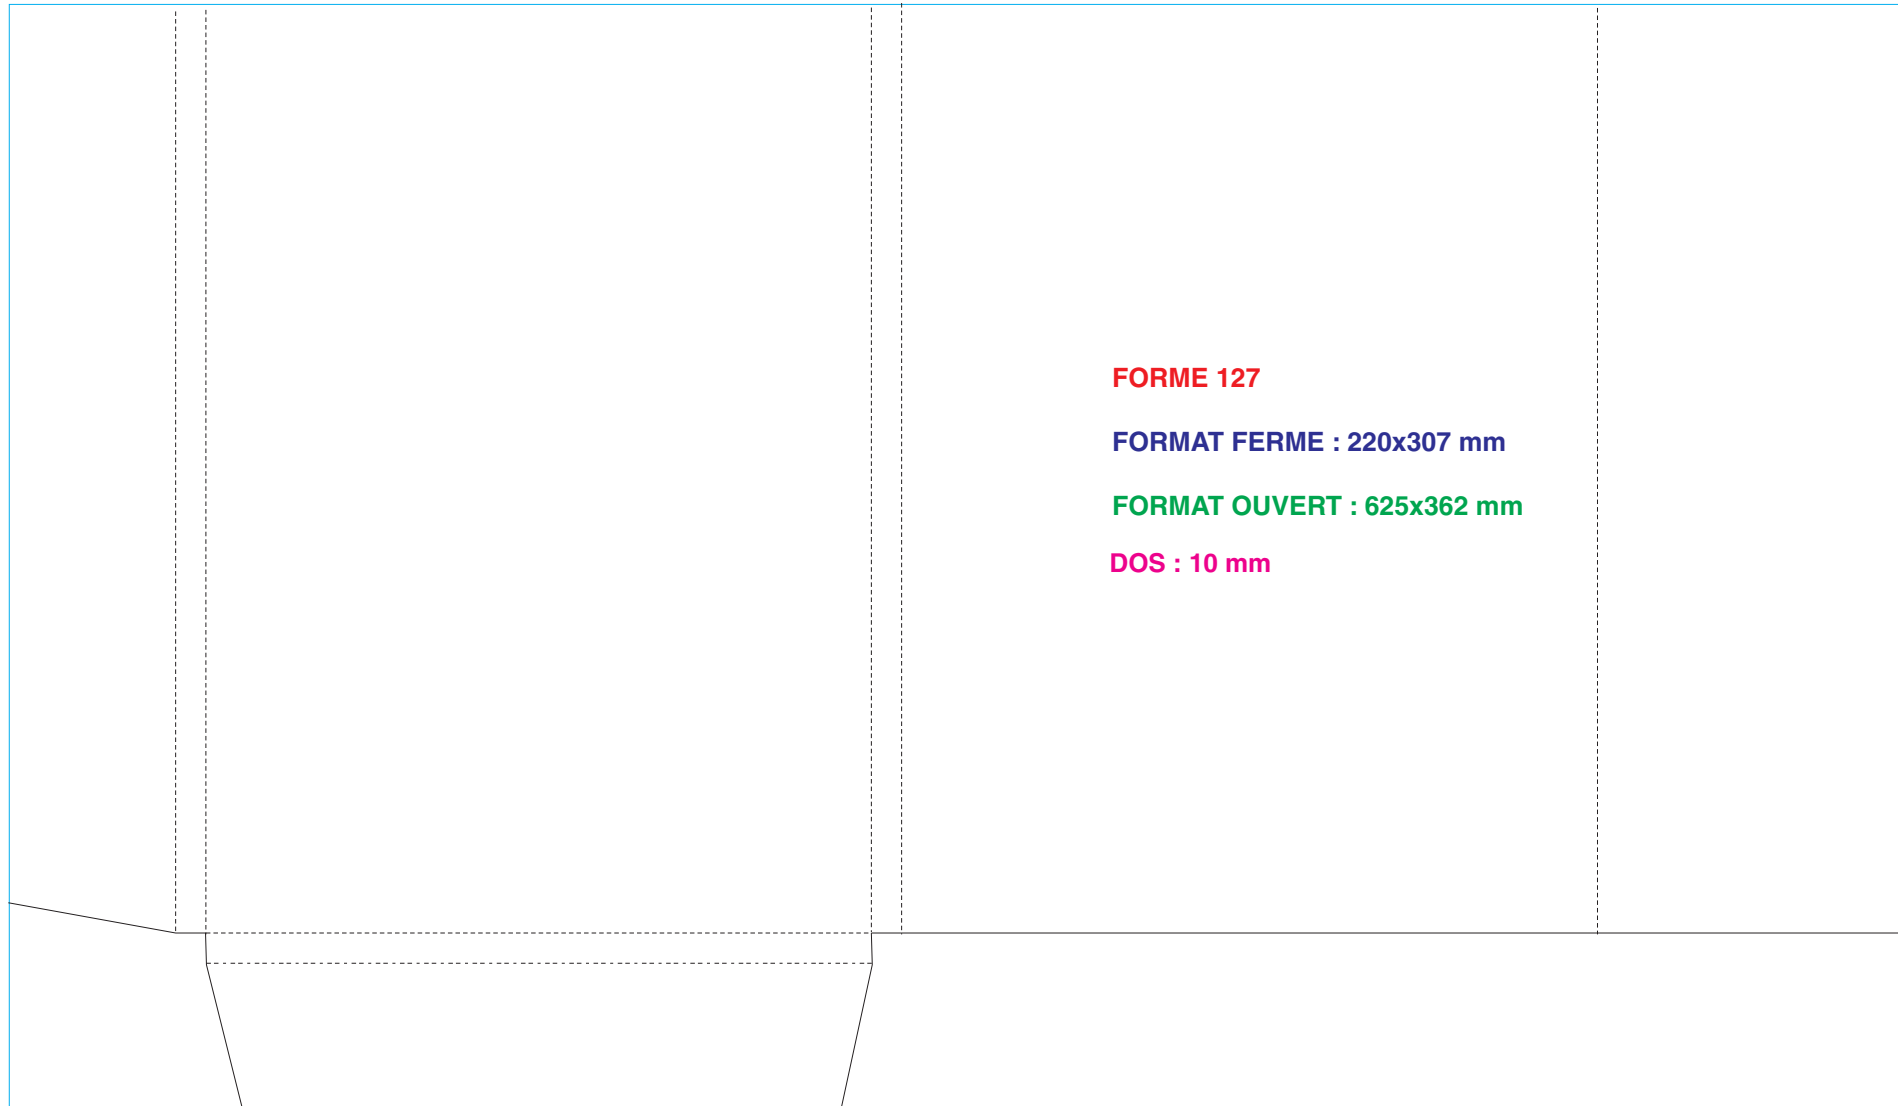 FORME 127
FORMAT FERME : 220x307 mm
FORMAT OUVERT : 625x362 mm
DOS : 10 mm